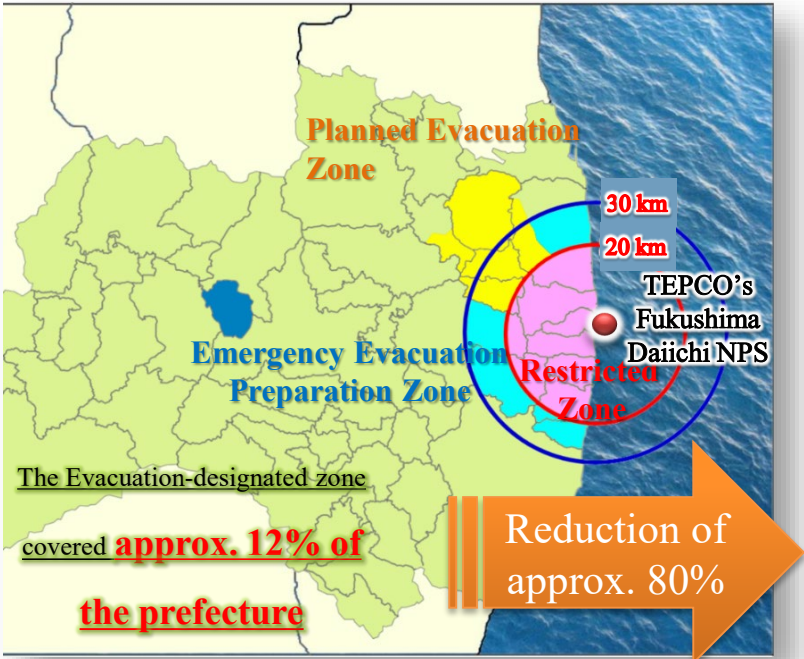 Planned Evacuation
Zone
30 km
20 km
TEPCO’s
Fukushima
Daiichi NPS
Emergency Evacuation
Preparation Zone
Restricted
Zone
The Evacuation-designated zone
covered approx. 12% of
the prefecture
Reduction of
approx. 80%